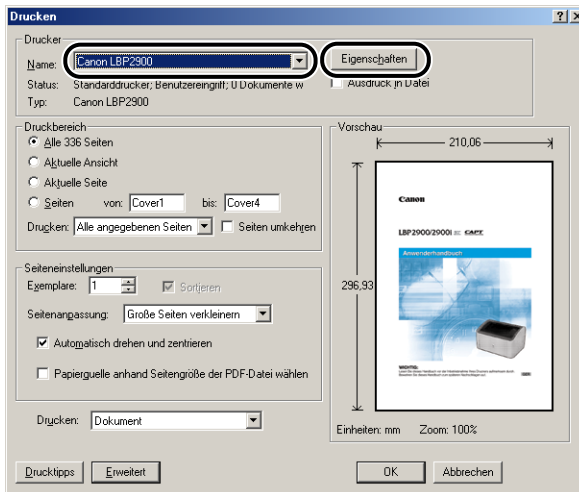 Drucken
Drucker
Name: Canon LBP2900 Eigenschaften
Status: Standarddrucker; Benutzereingriff; 0 Dokumente w Ausdruck in Datei
Typ: Canon LBP2900
Druckbereich
Alle 336 Seiten
Aktuelle Ansicht
Aktuelle Seite
Seiten von: Cover1 bis: Cover4
Drucken: Alle angegebenen Seiten Seiten umkehren
Seiteneinstellungen
Exemplare: 1 Sortieren
Seitenanpassung: Große Seiten verkleinern
Automatisch drehen und zentrieren
Papierquelle anhand Seitengröße der PDF-Datei wählen
Drucken: Dokument
Vorschau
210,06
296,93
Canon
LBP2900/2900i CAPT
Anwenderhandbuch
WICHTIG:
Einheiten: mm Zoom: 100%
Drucktipps Erweitert OK Abbrechen